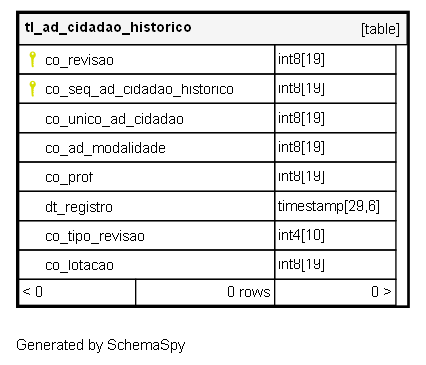 tl_ad_cidadao_historico [table]
co_revisao int8[19]
co_seq_ad_cidadao_historico int8[19]
co_unico_ad_cidadao int8[19]
co_ad_modalidade int8[19]
co_prof int8[19]
dt_registro timestamp[29,6]
co_tipo_revisao int4[10]
co_lotacao int8[19]
< 0 0 rows 0 >
Generated by SchemaSpy